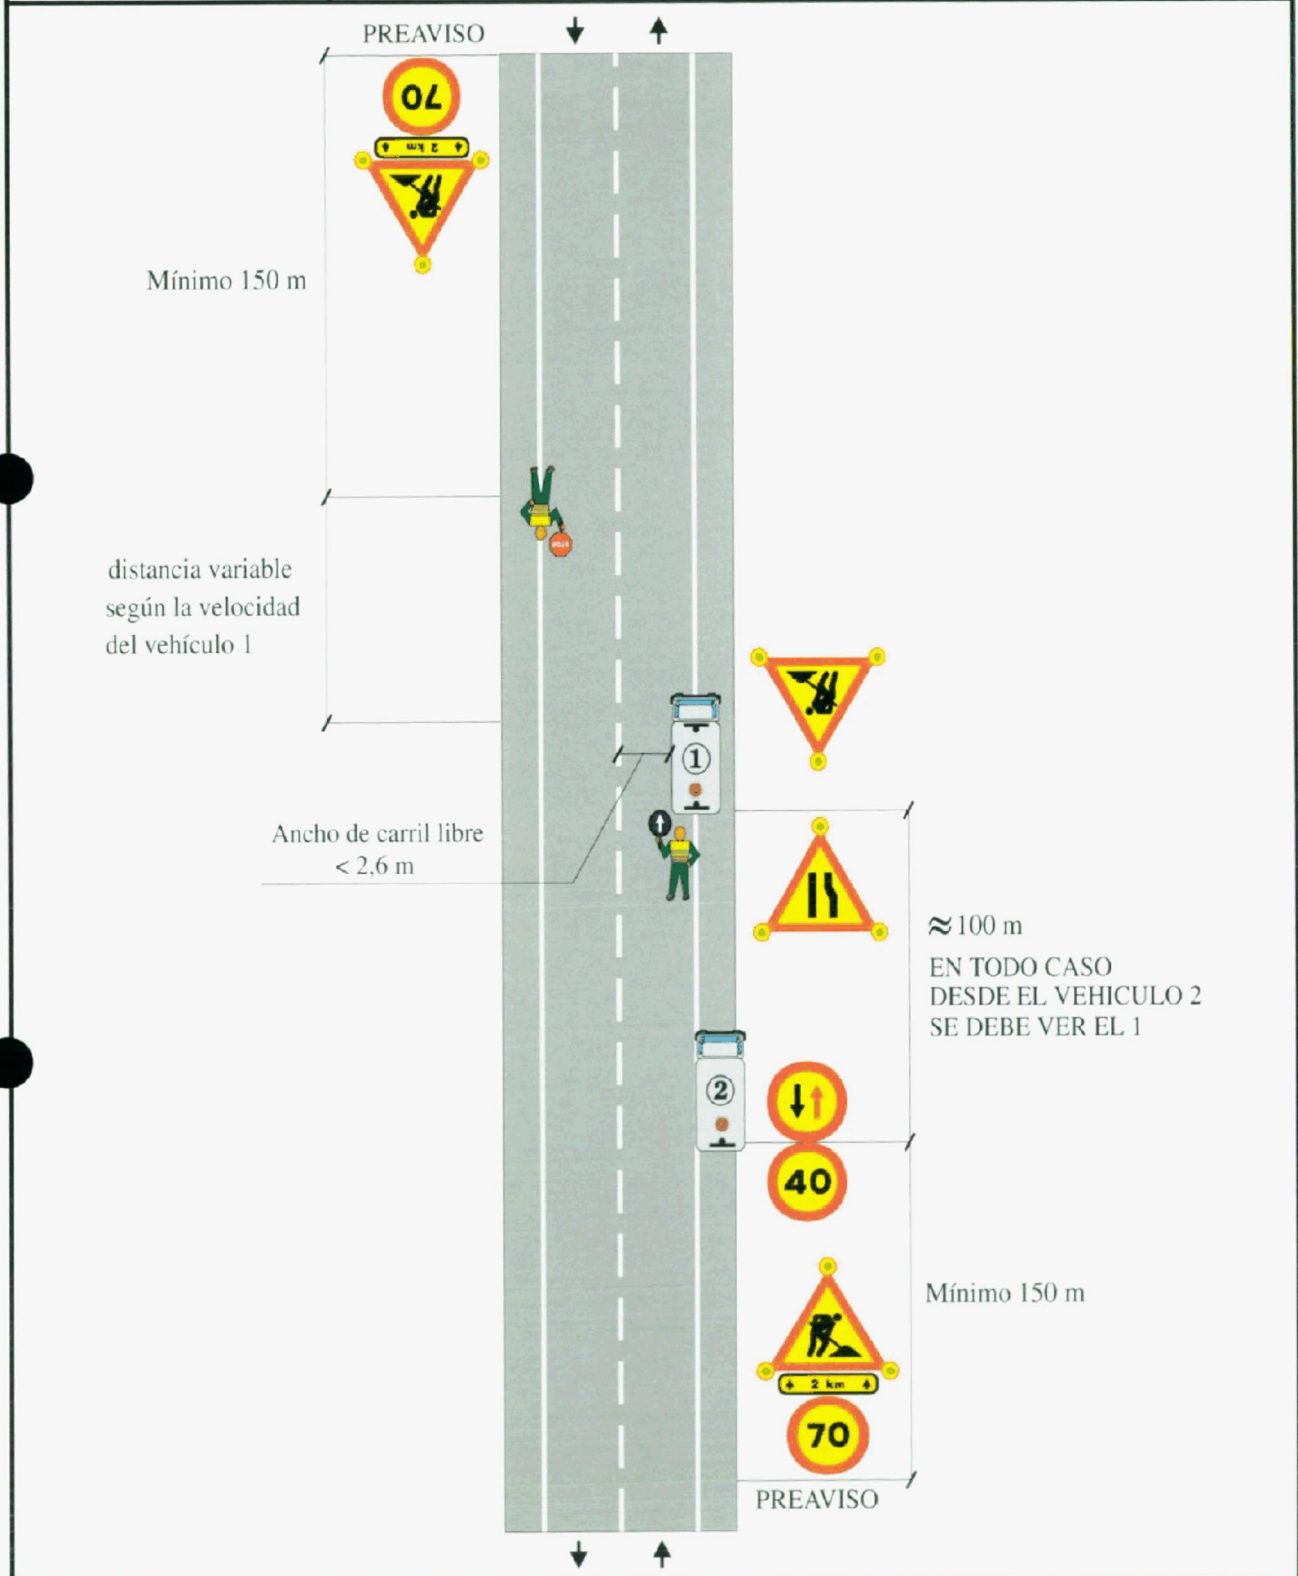 PREAVISO
70
2 km
Mínimo 150 m
STOP
distancia variable
según la velocidad
del vehículo 1
1
Ancho de carril libre
< 2,6 m
≈100 m
EN TODO CASO
DESDE EL VEHICULO 2
SE DEBE VER EL 1
2
40
Mínimo 150 m
2 km
70
PREAVISO